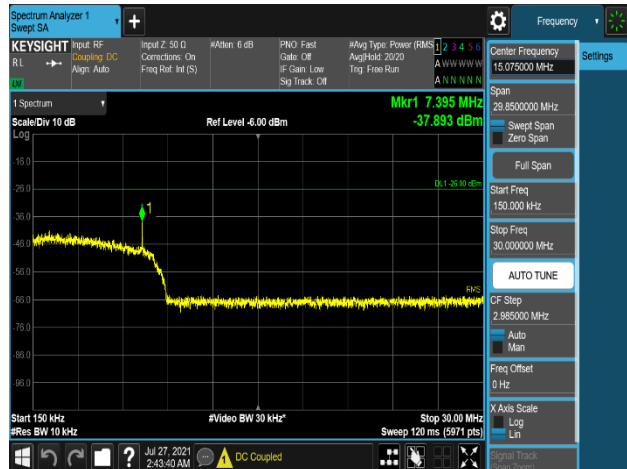 Spectrum Analyzer 1
Swept SA
Frequency
KEYSIGHT
RL
LVI
Input: RF
Coupling: DC
Align: Auto
Input Z: 50 Ω
Corrections: On
Freq Ref: Int (S)
#Atten: 6 dB
PNO: Fast
Gate: Off
IF Gain: Low
Sig Track: Off
#Avg Type: Power (RMS
Avg|Hold: 20/20
Trig: Free Run
1 2 3 4 5 6
A W W W W W
A N N N N N
Center Frequency
15.075000 MHz
Settings
Span
29.8500000 MHz
Swept Span
Zero Span
Full Span
Start Freq
150.000 kHz
Stop Freq
30.000000 MHz
AUTO TUNE
CF Step
2.985000 MHz
Auto
Man
Freq Offset
0 Hz
X Axis Scale
Log
Lin
Signal Track
(Span Zoom)
1 Spectrum
Scale/Div 10 dB
Log
Ref Level -6.00 dBm
Mkr1 7.395 MHz
-37.893 dBm
-16.0
-26.0
DL1 -26.00 dBm
1
-36.0
-46.0
-56.0
RMS
-66.0
-76.0
-86.0
-96.0
Start 150 kHz
#Res BW 10 kHz
#Video BW 30 kHz*
Stop 30.00 MHz
Sweep 120 ms (5971 pts)
?
Jul 27, 2021
2:43:40 AM
DC Coupled